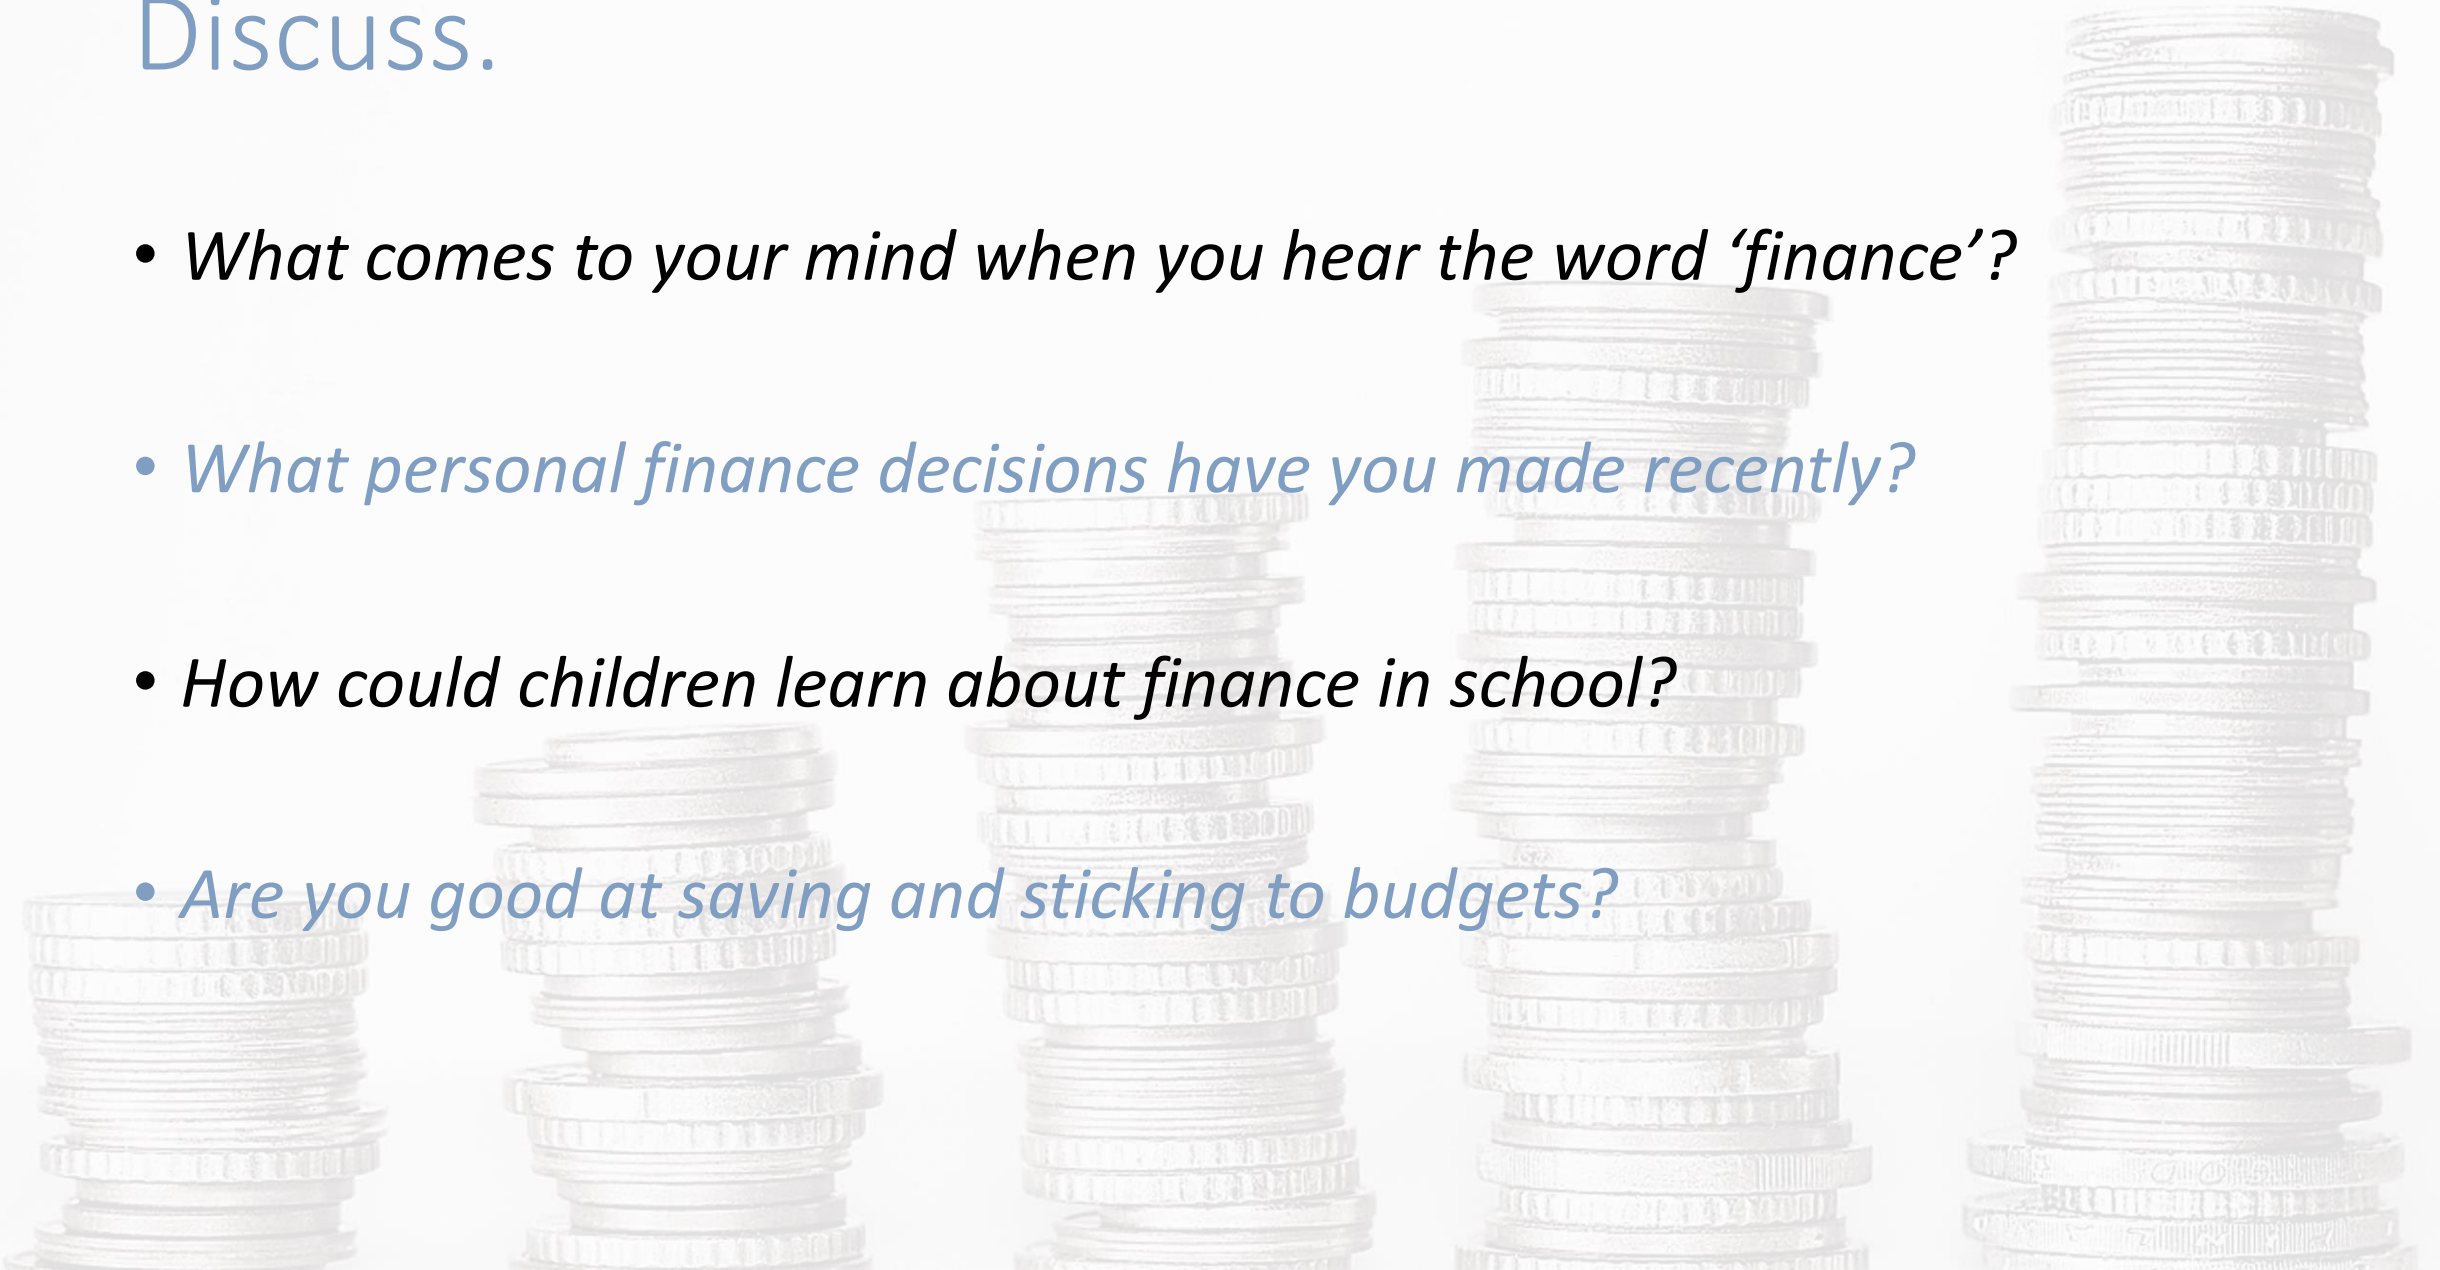 Discuss.
• What comes to your mind when you hear the word ‘finance’?
• What personal finance decisions have you made recently?
• How could children learn about finance in school?
• Are you good at saving and sticking to budgets?